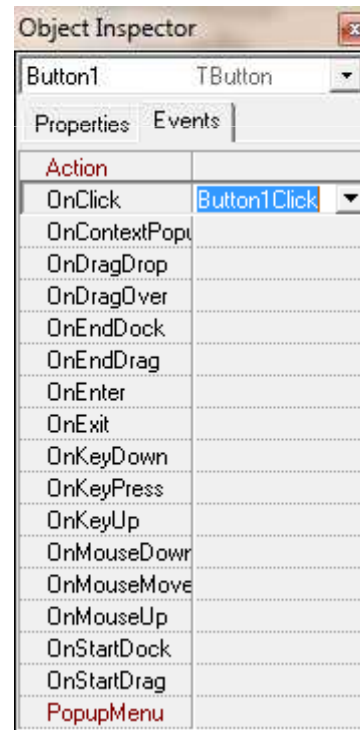 Object Inspector
Button1 TButton
Properties Events
Action
OnClick Button1Click
OnContextPopu
OnDragDrop
OnDragOver
OnEndDock
OnEndDrag
OnEnter
OnExit
OnKeyDown
OnKeyPress
OnKeyUp
OnMouseDown
OnMouseMove
OnMouseUp
OnStartDock
OnStartDrag
PopupMenu